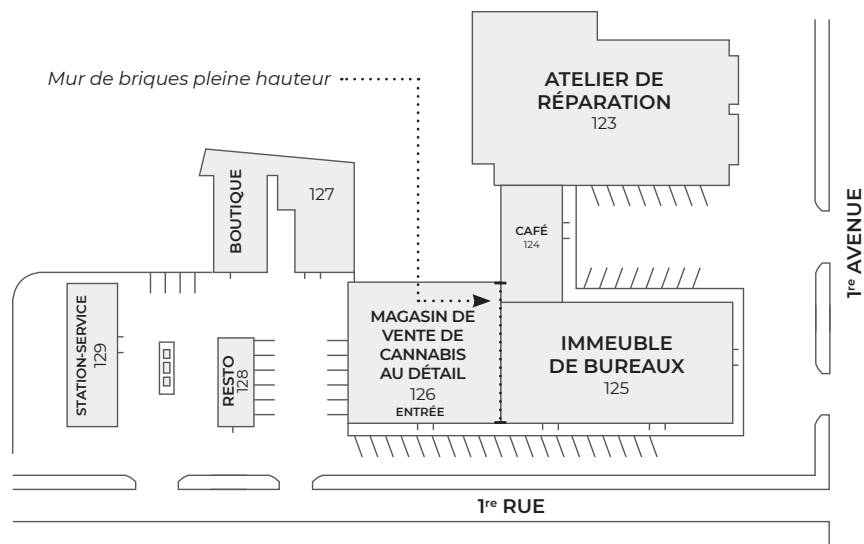 ATELIER DE
RÉPARATION
123
Mur de briques pleine hauteur
BOUTIQUE
127
CAFÉ
124
1re AVENUE
STATION-SERVICE
129
RESTO
128
MAGASIN DE
VENTE DE
CANNABIS
AU DÉTAIL
126
ENTRÉE
IMMEUBLE
DE BUREAUX
125
1re RUE